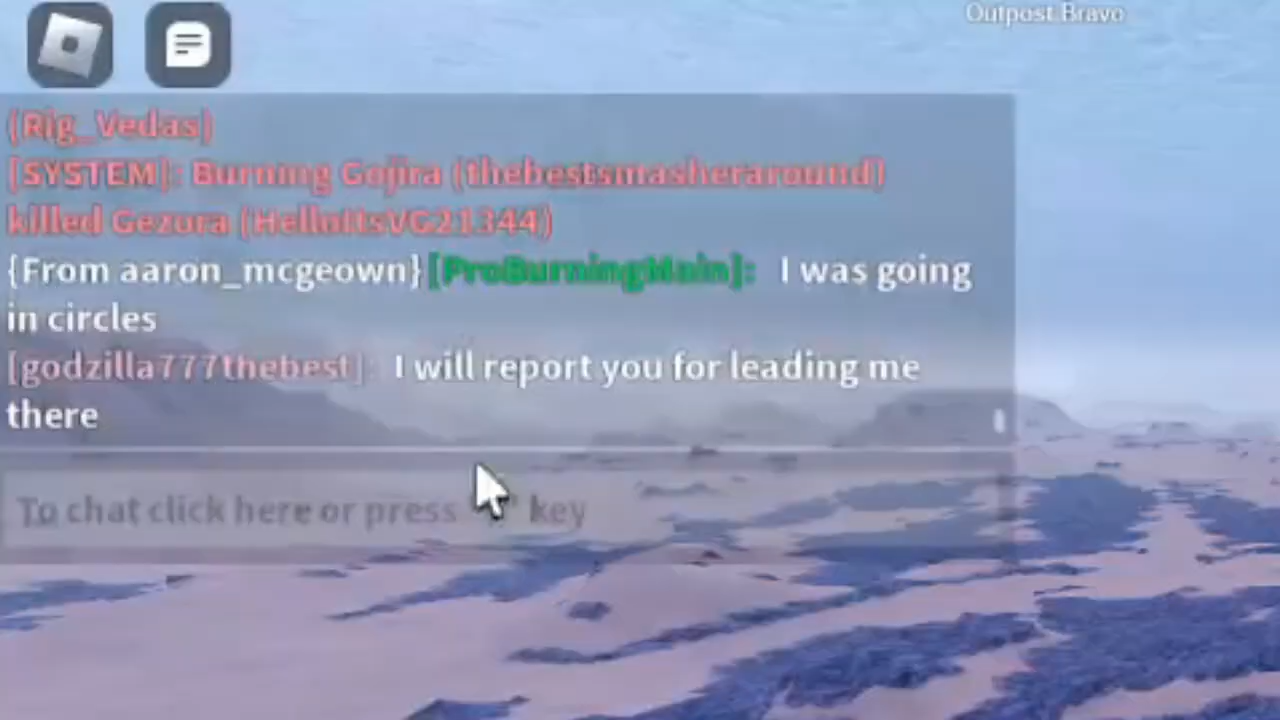 Outpost Bravo
(Rig_Vedas)
[SYSTEM]: Burning Gojira (thebestsmasheraround)
killed Gezura (HelloItsVG21344)
{From aaron_mcgeown} [ProBurningMain]: I was going
in circles
[godzilla777thebest]: I will report you for leading me
there
To chat click here or press key